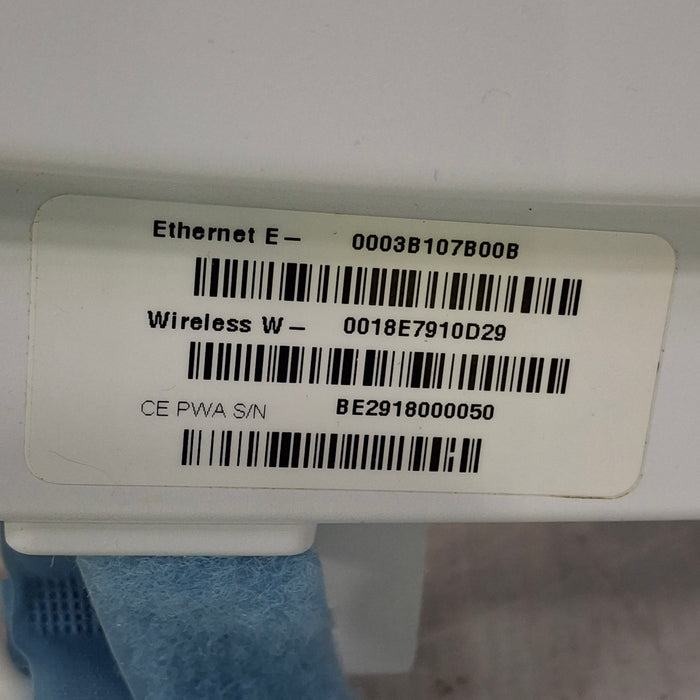 Ethernet E– 0003B107B00B
Wireless W– 0018E7910D29
CE PWA S/N BE2918000050